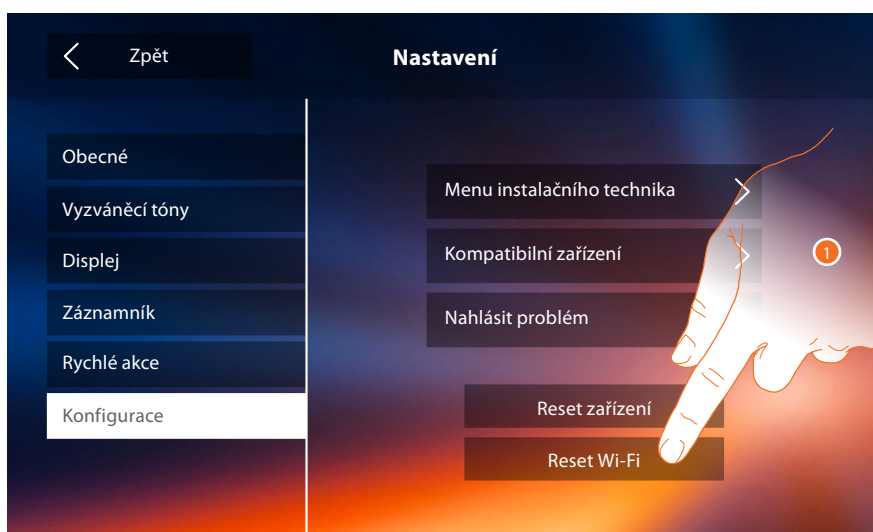 Zpět
Nastavení
Obecné
Vyzváněcí tóny
Displej
Záznamník
Rychlé akce
Konfigurace
Menu instalačního technika
Kompatibilní zařízení
Nahlásit problém
Reset zařízení
Reset Wi-Fi
1